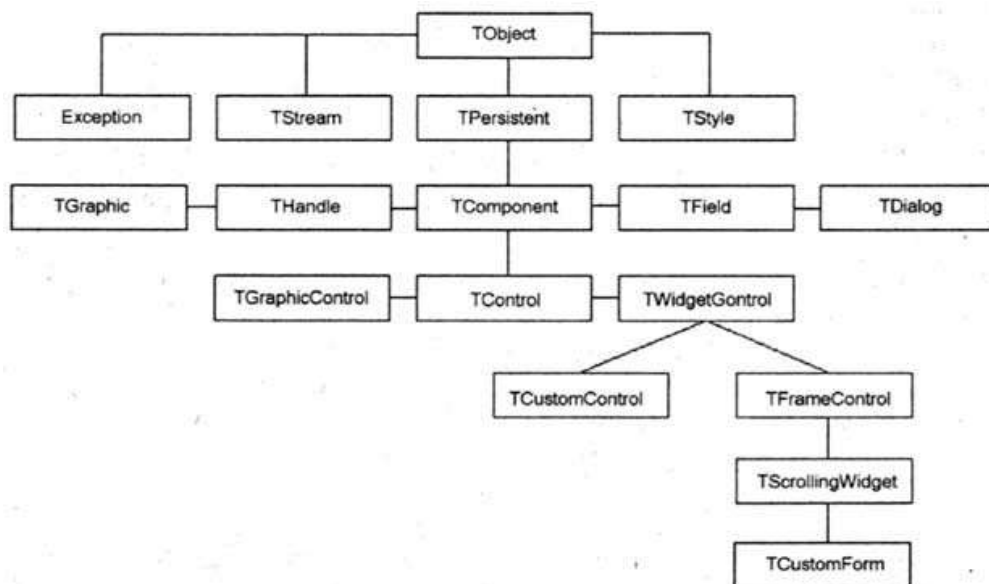 TObject
Exception TStream TPersistent TStyle
TGraphic THandle TComponent TField TDialog
TGraphicControl TControl TWidgetGontrol
TCustomControl TFrameControl
TScrollingWidget
TCustomForm